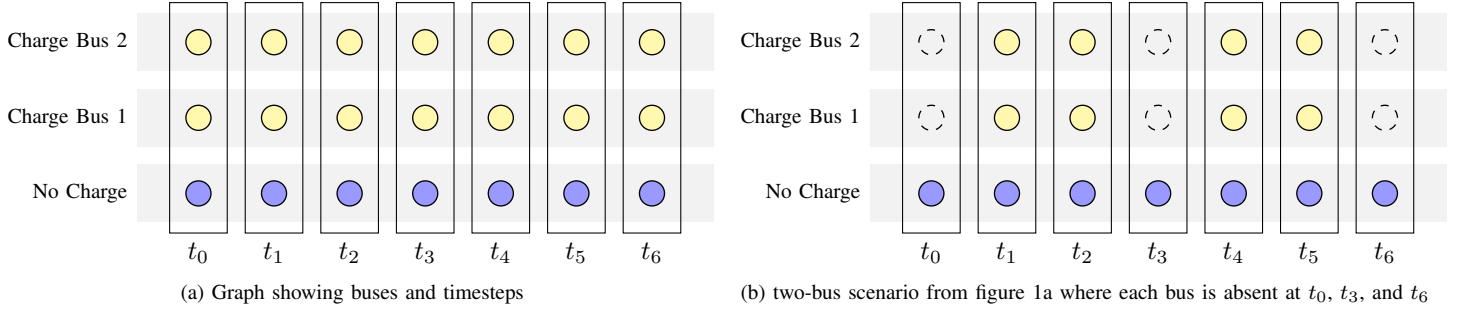 Charge Bus 2
Charge Bus 1
No Charge
t₀ t₁ t₂ t₃ t₄ t₅ t₆
(a) Graph showing buses and timesteps
Charge Bus 2
Charge Bus 1
No Charge
t₀ t₁ t₂ t₃ t₄ t₅ t₆
(b) two-bus scenario from figure 1a where each bus is absent at t₀, t₃, and t₆